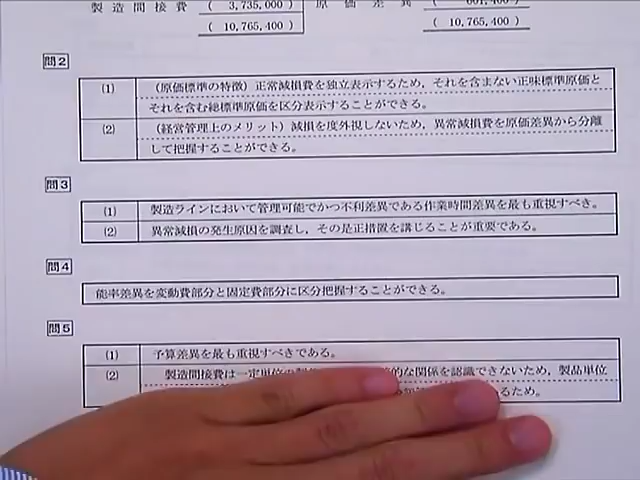 製造間接費 ( 3,735,000 ) 原価差異 ( 601,400 )
( 10,765,400 ) ( 10,765,400 )
問2
(1) （原価標準の特徴）正常減損費を独立表示するため，それを含まない正味標準原価と
それを含む総標準原価を区分表示することができる。
(2) （経営管理上のメリット）減損を度外視しないため，異常減損費を原価差異から分離
して把握することができる。
問3
(1) 製造ラインにおいて管理可能でかつ不利差異である作業時間差異を最も重視すべき。
(2) 異常減損の発生原因を調査し，その是正措置を講じることが重要である。
問4
能率差異を変動費部分と固定費部分に区分把握することができる。
問5
(1) 予算差異を最も重視すべきである。
(2) 製造間接費は一定単位の製 的な関係を認識できないため，製品単位
るため。